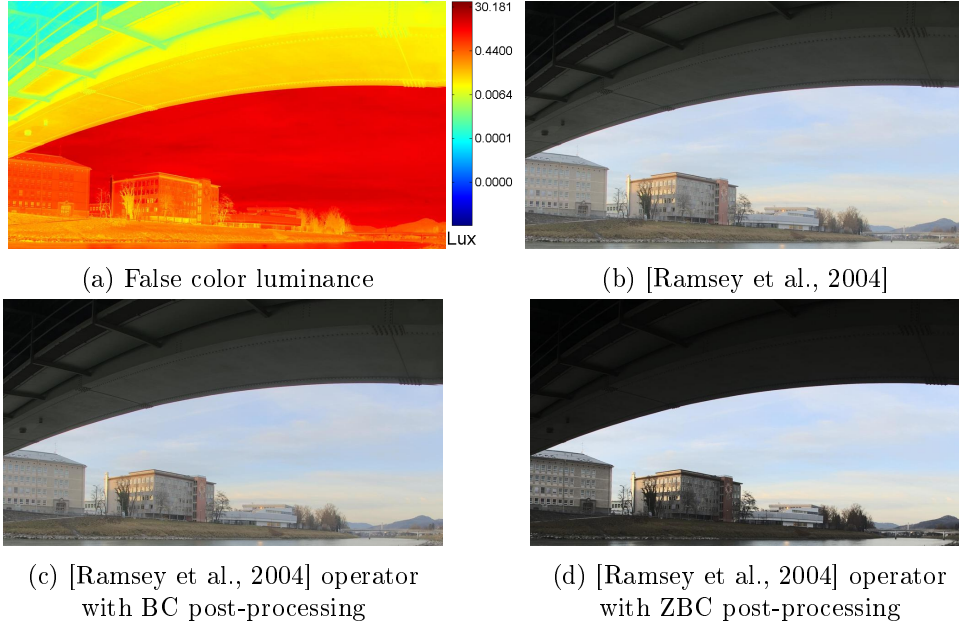 30.181
0.4400
0.0064
0.0001
0.0000
Lux
(a) False color luminance
(b) [Ramsey et al., 2004]
(c) [Ramsey et al., 2004] operator
with BC post-processing
(d) [Ramsey et al., 2004] operator
with ZBC post-processing